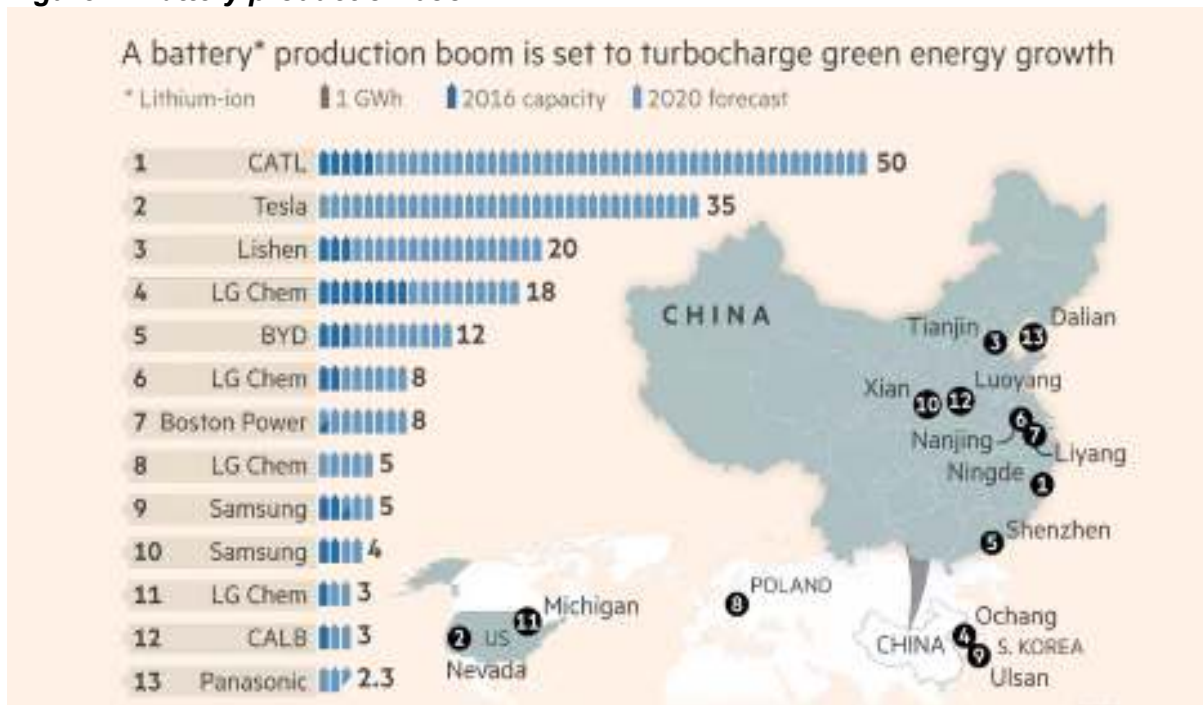 A battery* production boom is set to turbocharge green energy growth
* Lithium-ion 1 GWh 2016 capacity 2020 forecast
1 CATL 50
2 Tesla 35
3 Lishen 20
4 LG Chem 18
5 BYD 12
6 LG Chem 8
7 Boston Power 8
8 LG Chem 5
9 Samsung 5
10 Samsung 4
11 LG Chem 3
12 CALB 3
13 Panasonic 2.3
CHINA
Tianjin 3
13 Dalian
Xian 10
12 Luoyang
Nanjing 6
7 Liyang
Ningde 1
5 Shenzhen
8 POLAND
11 Michigan
2 US
Nevada
CHINA
Ochang
4 S. KOREA
9 Ulsan